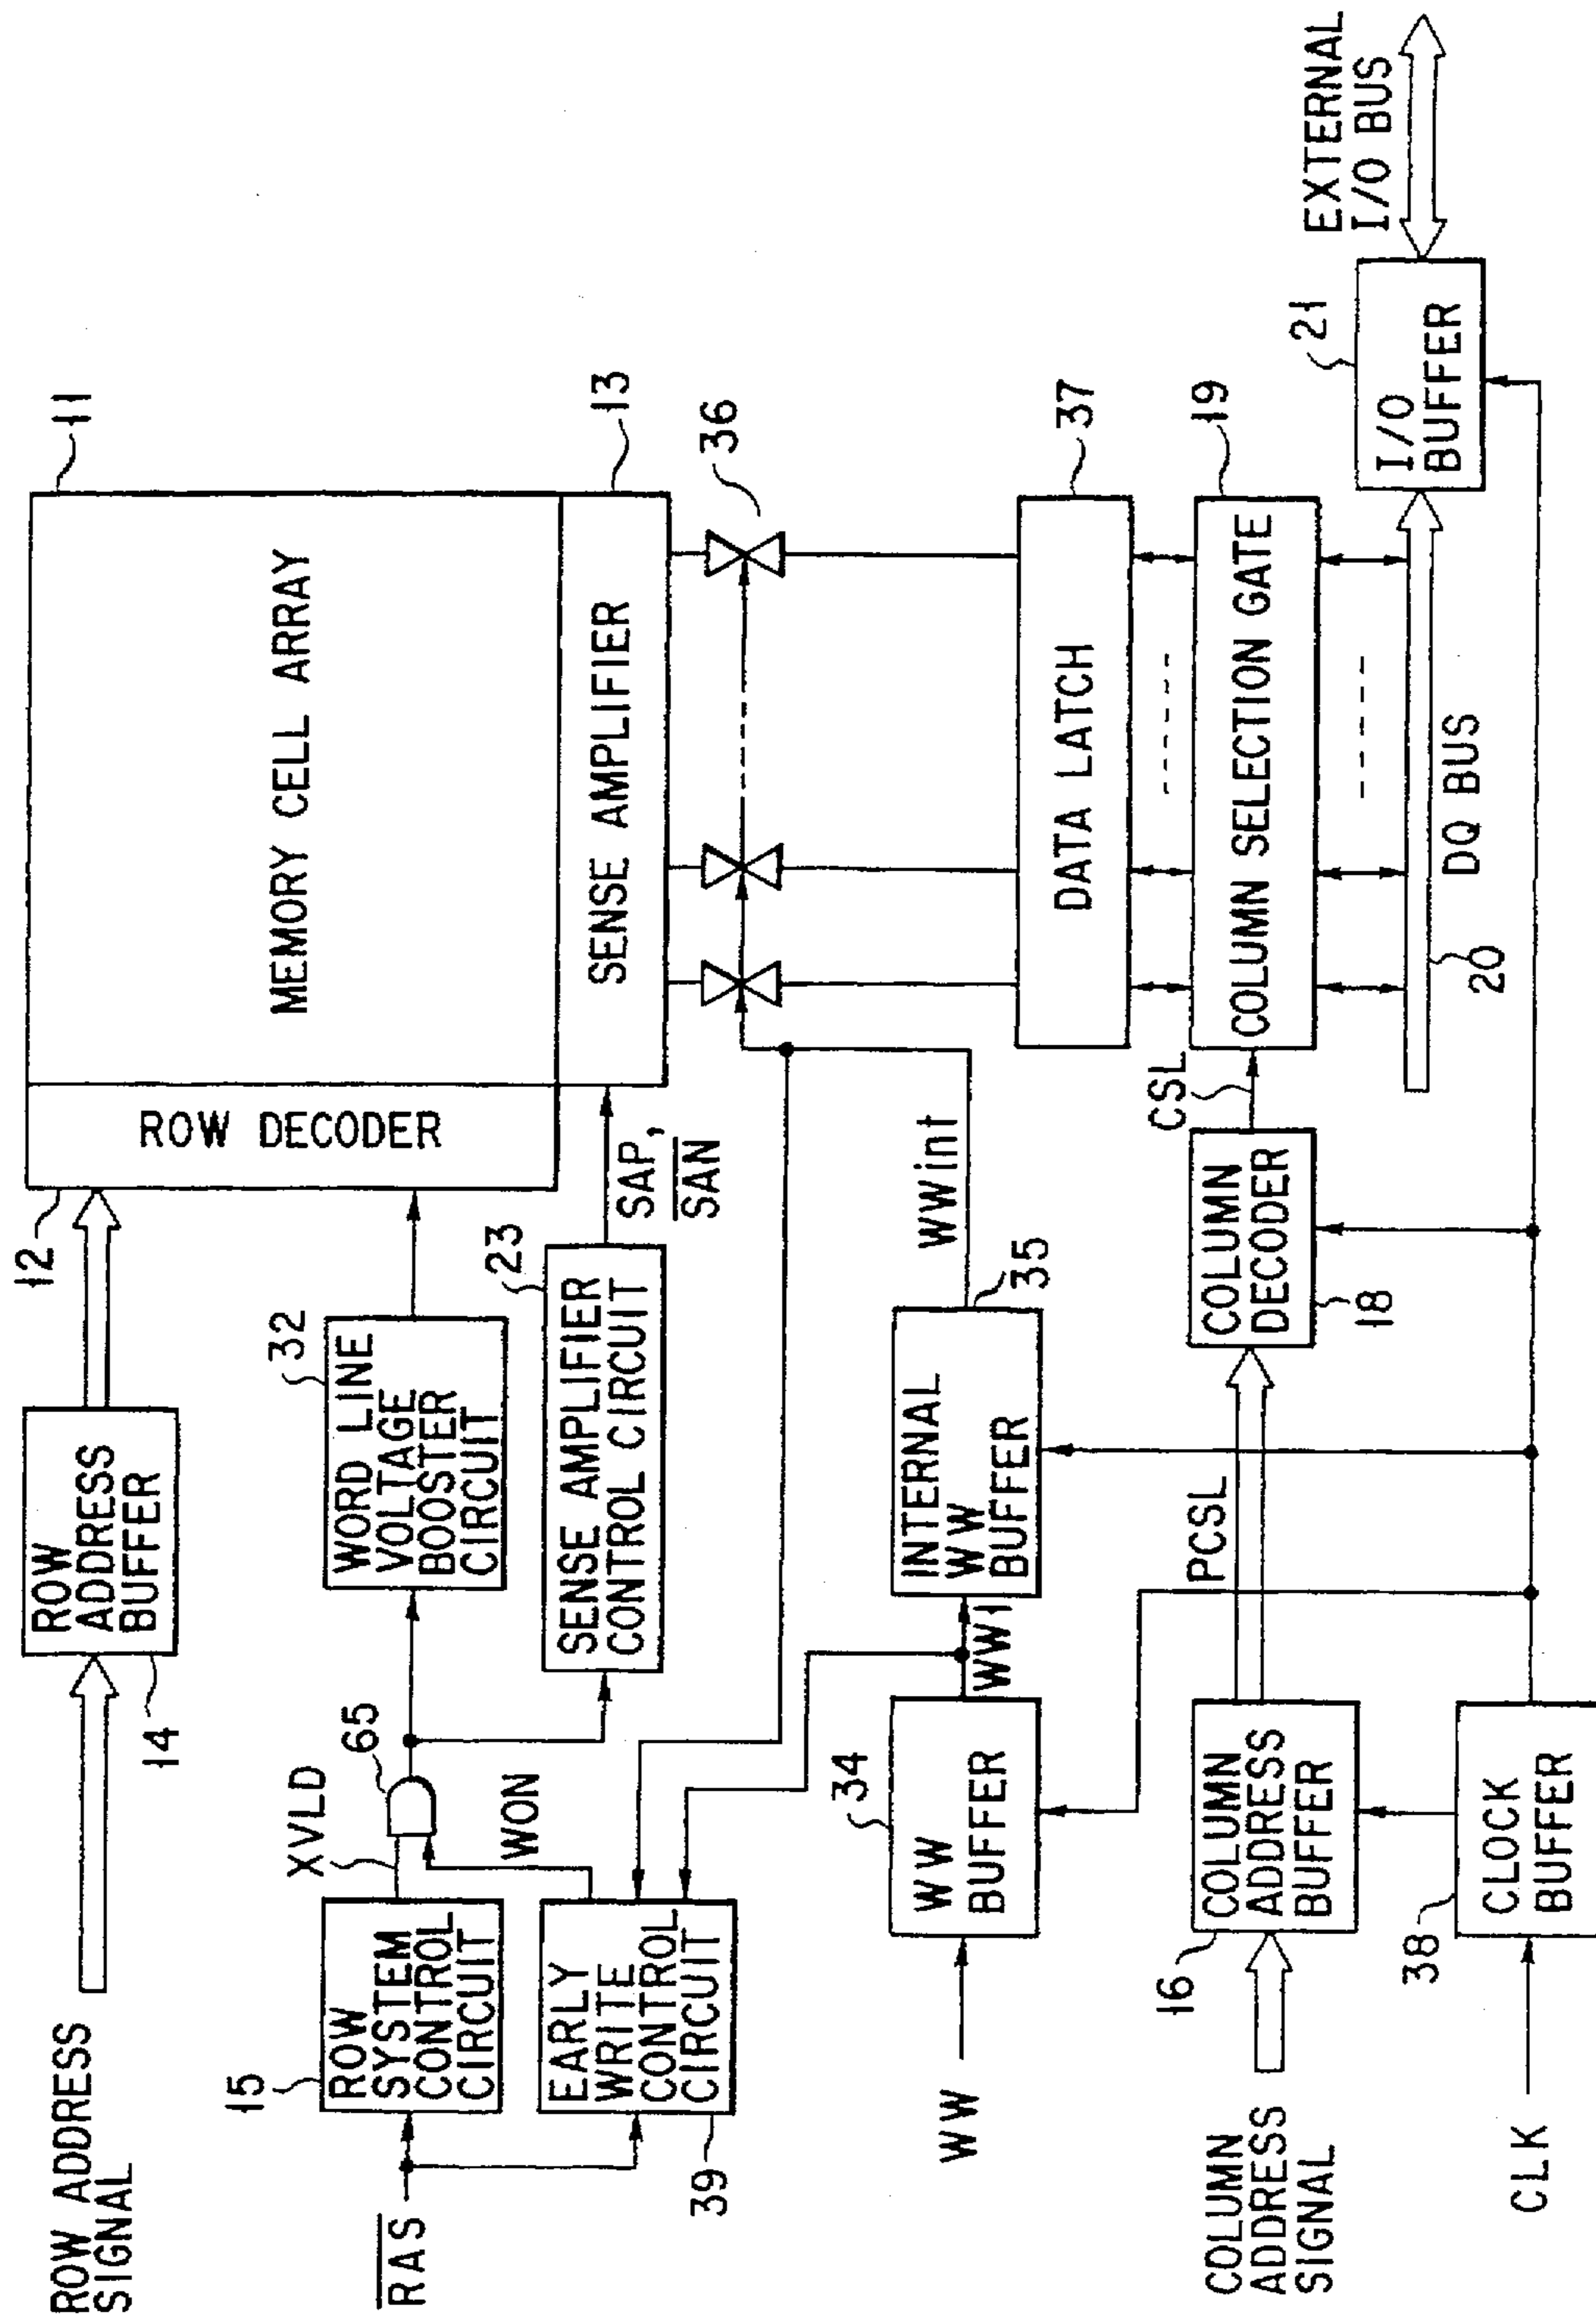 ROW ADDRESS
SIGNAL
14
ROW
ADDRESS
BUFFER
12
ROW DECODER
MEMORY CELL ARRAY
11
RAS
15
ROW
SYSTEM
CONTROL
CIRCUIT
XVLD
65
32
WORD LINE
VOLTAGE
BOOSTER
CIRCUIT
39
EARLY
WRITE
CONTROL
CIRCUIT
WON
23
SENSE AMPLIFIER
CONTROL CIRCUIT
SAP,
SAN
SENSE AMPLIFIER
13
36
WW
34
WW
BUFFER
WW1
INTERNAL
WW
BUFFER
35
WWint
DATA LATCH
37
COLUMN
ADDRESS
SIGNAL
16
COLUMN
ADDRESS
BUFFER
PCSL
COLUMN
DECODER
18
CSL
COLUMN SELECTION GATE
19
20
DQ BUS
21
I/O
BUFFER
EXTERNAL
I/O BUS
CLK
38
CLOCK
BUFFER